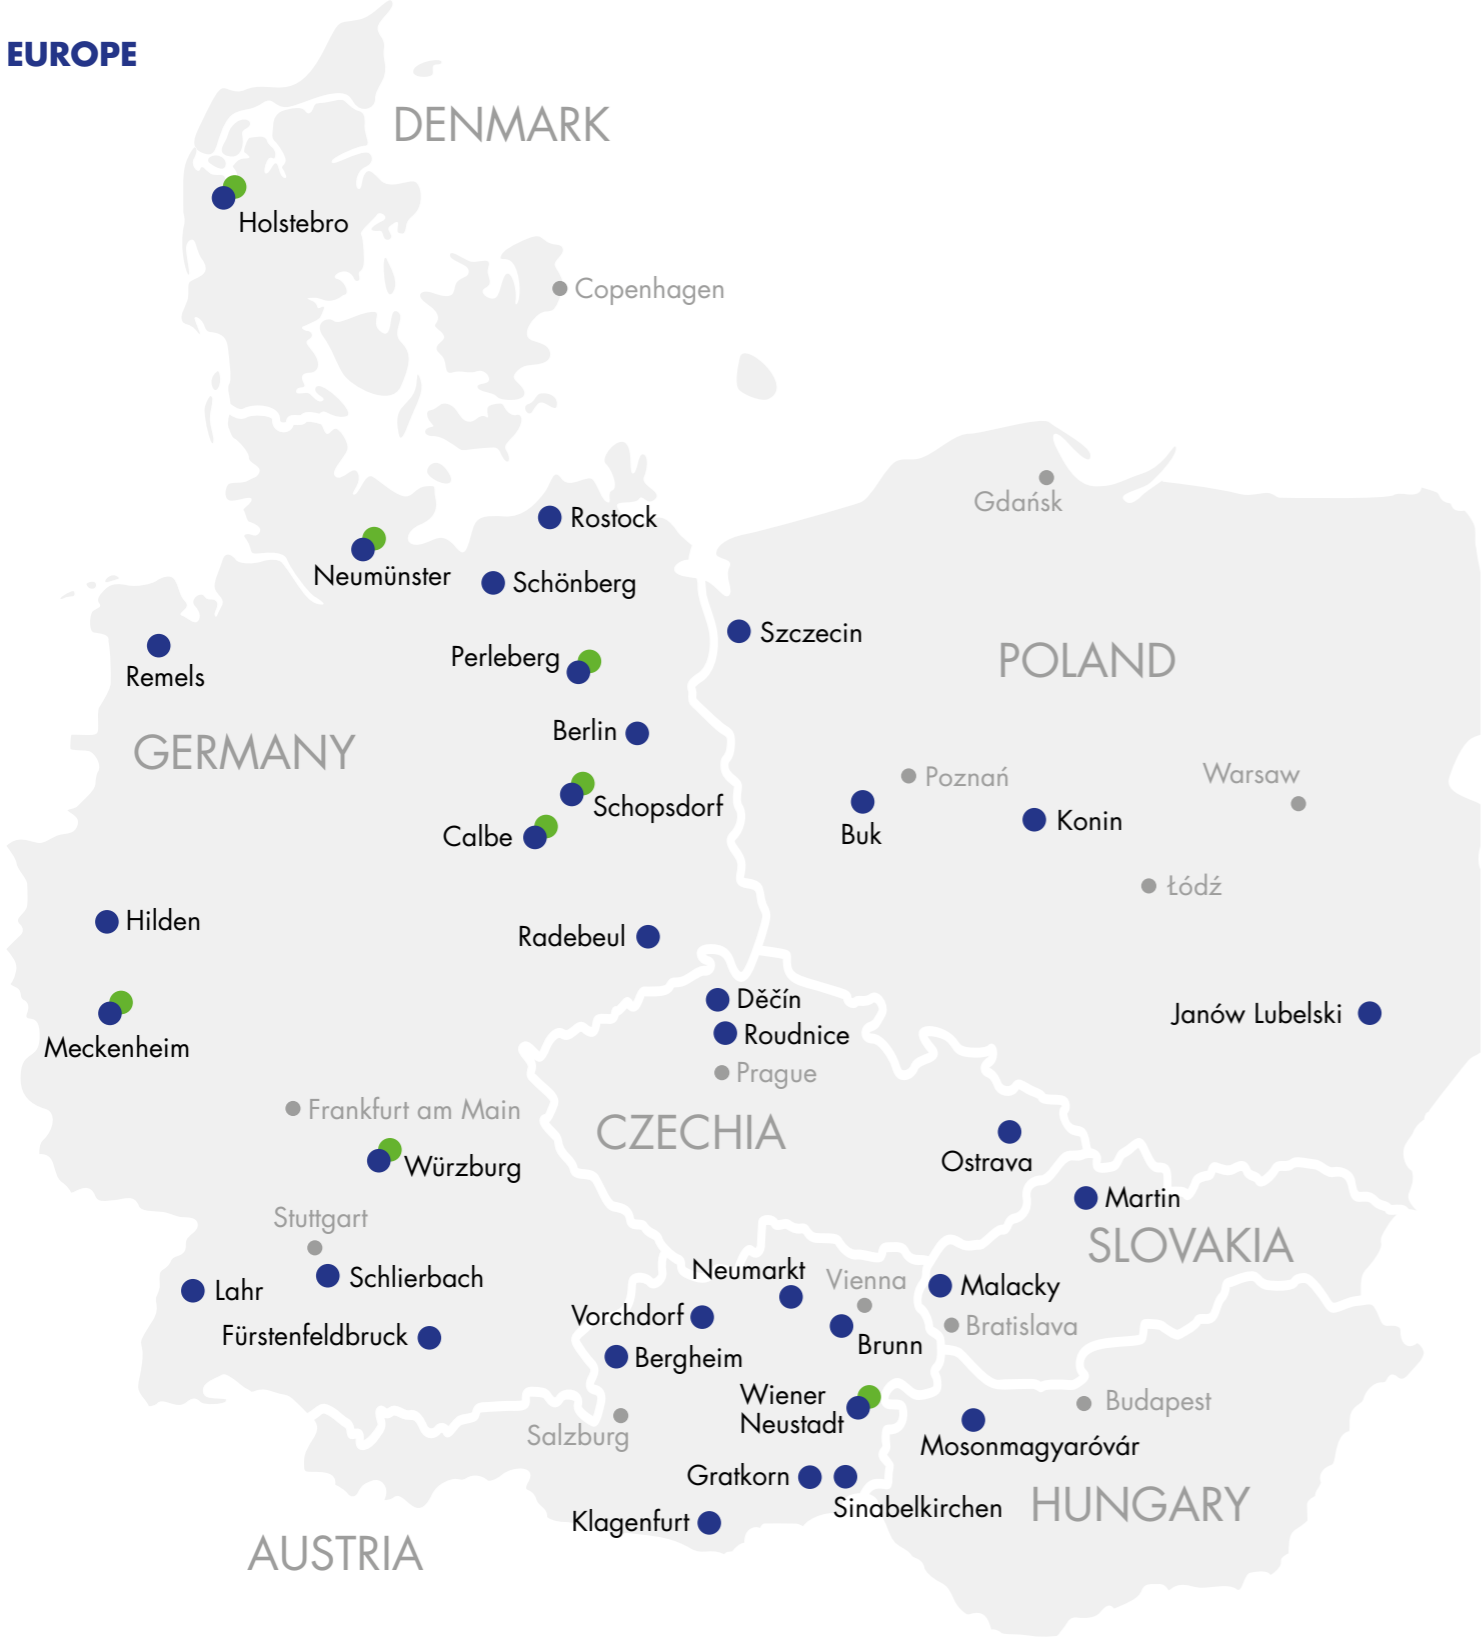 EUROPE
DENMARK
Holstebro
Copenhagen
Gdańsk
Rostock
Neumünster
Schönberg
Szczecin
Remels
Perleberg
POLAND
Berlin
GERMANY
Poznań
Warsaw
Schopsdorf
Buk
Konin
Calbe
Łódź
Hilden
Radebeul
Děčín
Janów Lubelski
Roudnice
Meckenheim
Prague
Frankfurt am Main
CZECHIA
Ostrava
Würzburg
Martin
Stuttgart
SLOVAKIA
Neumarkt
Vienna
Schlierbach
Malacky
Lahr
Vorchdorf
Bratislava
Fürstenfeldbruck
Brunn
Bergheim
Wiener
Neustadt
Budapest
Salzburg
Mosonmagyaróvár
Gratkorn
Sinabelkirchen
HUNGARY
Klagenfurt
AUSTRIA